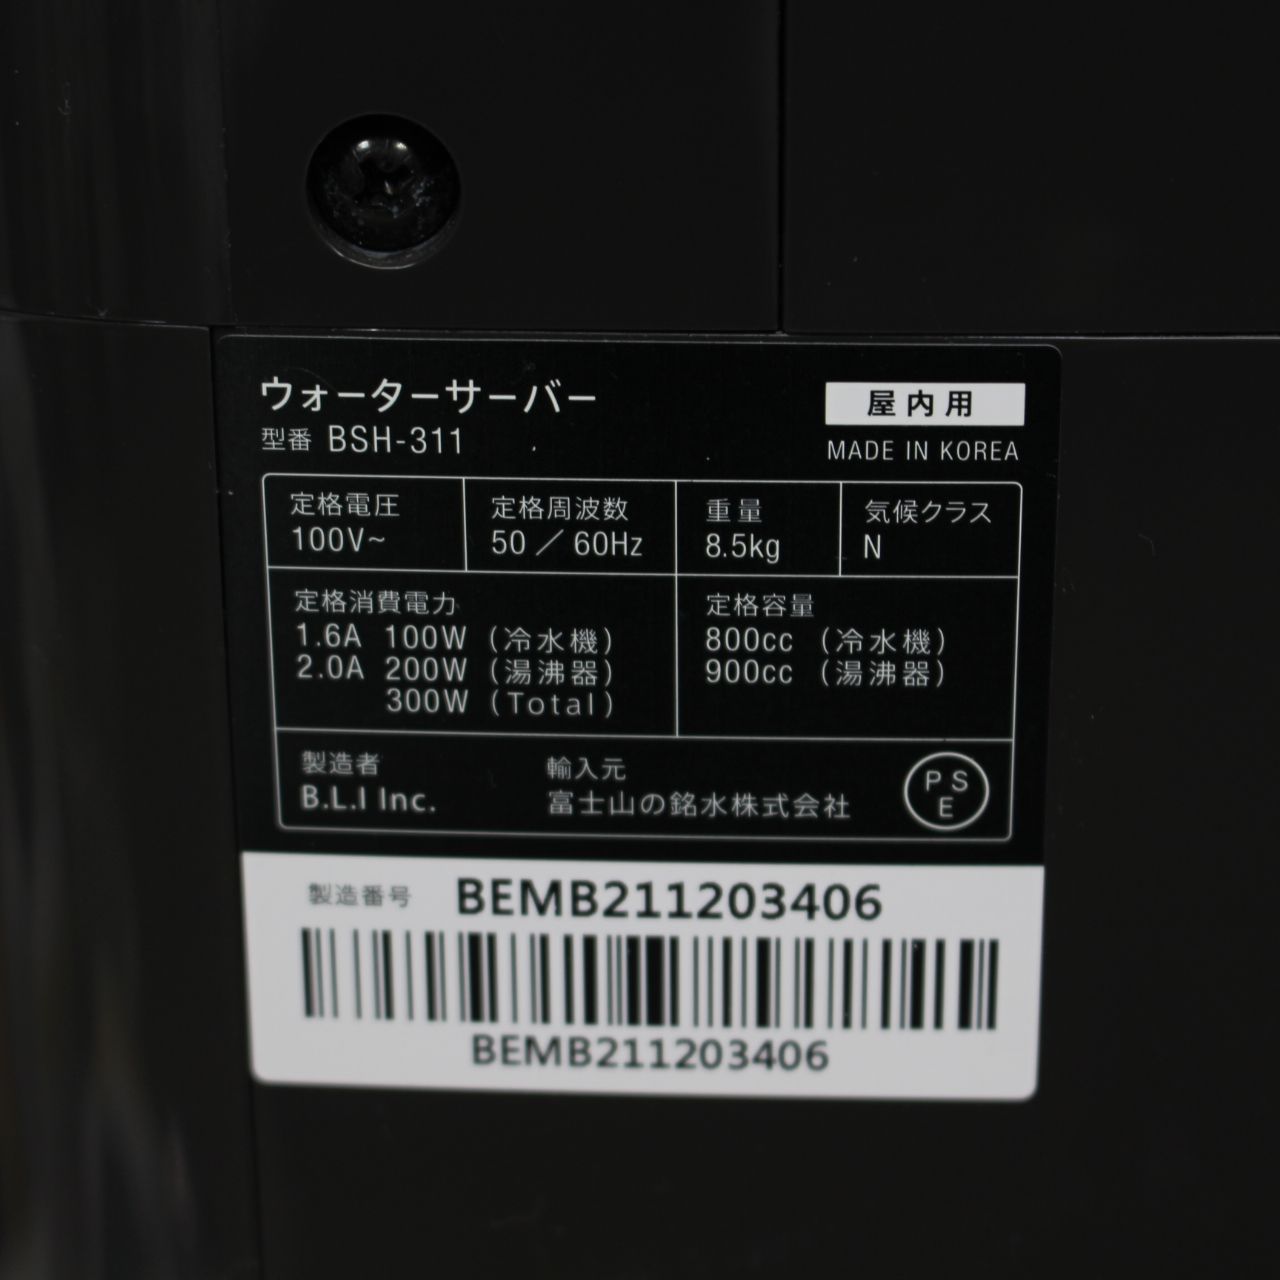 ウォーターサーバー
屋内用
型番 BSH-311
MADE IN KOREA
定格電圧
100V~
定格周波数
50／60Hz
重量
8.5kg
気候クラス
N
定格消費電力
1.6A 100W (冷水機)
2.0A 200W (湯沸器)
300W (Total)
定格容量
800cc (冷水機)
900cc (湯沸器)
製造者
B.L.I Inc.
輸入元
富士山の銘水株式会社
PS
E
製造番号 BEMB211203406
BEMB211203406